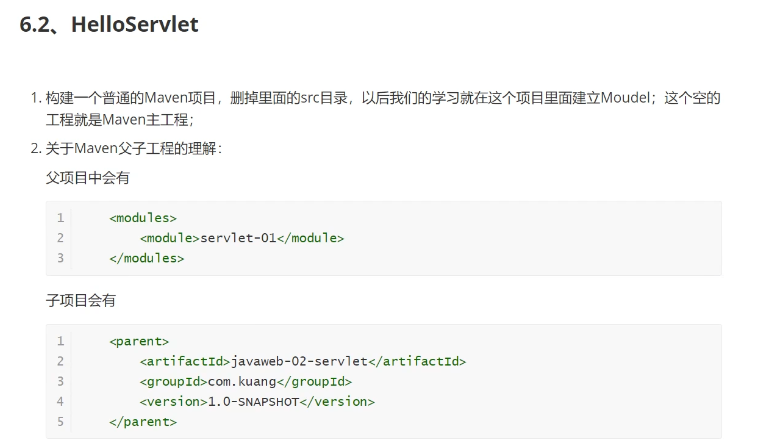 6.2、HelloServlet
1. 构建一个普通的Maven项目，删掉里面的src目录，以后我们的学习就在这个项目里面建立Moudel；这个空的
工程就是Maven主工程；
2. 关于Maven父子工程的理解：
父项目中会有
1 <modules>
2 <module>servlet-01</module>
3 </modules>
子项目会有
1 <parent>
2 <artifactId>javaweb-02-servlet</artifactId>
3 <groupId>com.kuang</groupId>
4 <version>1.0-SNAPSHOT</version>
5 </parent>